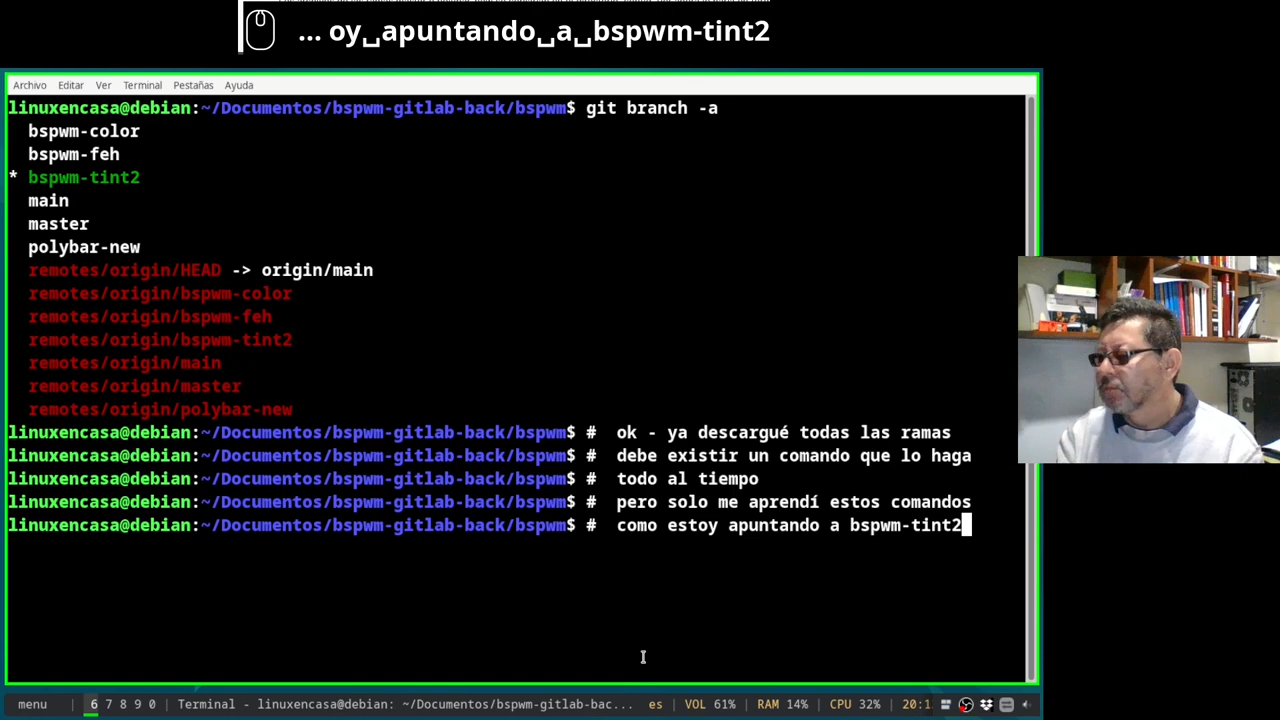 ... oy␣apuntando␣a␣bspwm-tint2
Archivo Editar Ver Terminal Pestañas Ayuda
linuxencasa@debian:~/Documentos/bspwm-gitlab-back/bspwm$ git branch -a
bspwm-color
bspwm-feh
* bspwm-tint2
main
master
polybar-new
remotes/origin/HEAD -> origin/main
remotes/origin/bspwm-color
remotes/origin/bspwm-feh
remotes/origin/bspwm-tint2
remotes/origin/main
remotes/origin/master
remotes/origin/polybar-new
linuxencasa@debian:~/Documentos/bspwm-gitlab-back/bspwm$ # ok - ya descargué todas las ramas
linuxencasa@debian:~/Documentos/bspwm-gitlab-back/bspwm$ # debe existir un comando que lo haga
linuxencasa@debian:~/Documentos/bspwm-gitlab-back/bspwm$ # todo al tiempo
linuxencasa@debian:~/Documentos/bspwm-gitlab-back/bspwm$ # pero solo me aprendí estos comandos
linuxencasa@debian:~/Documentos/bspwm-gitlab-back/bspwm$ # como estoy apuntando a bspwm-tint2
menu | 6 7 8 9 0 | Terminal - linuxencasa@debian: ~/Documentos/bspwm-gitlab-bac... es | VOL 61% | RAM 14% | CPU 32% | 20:1